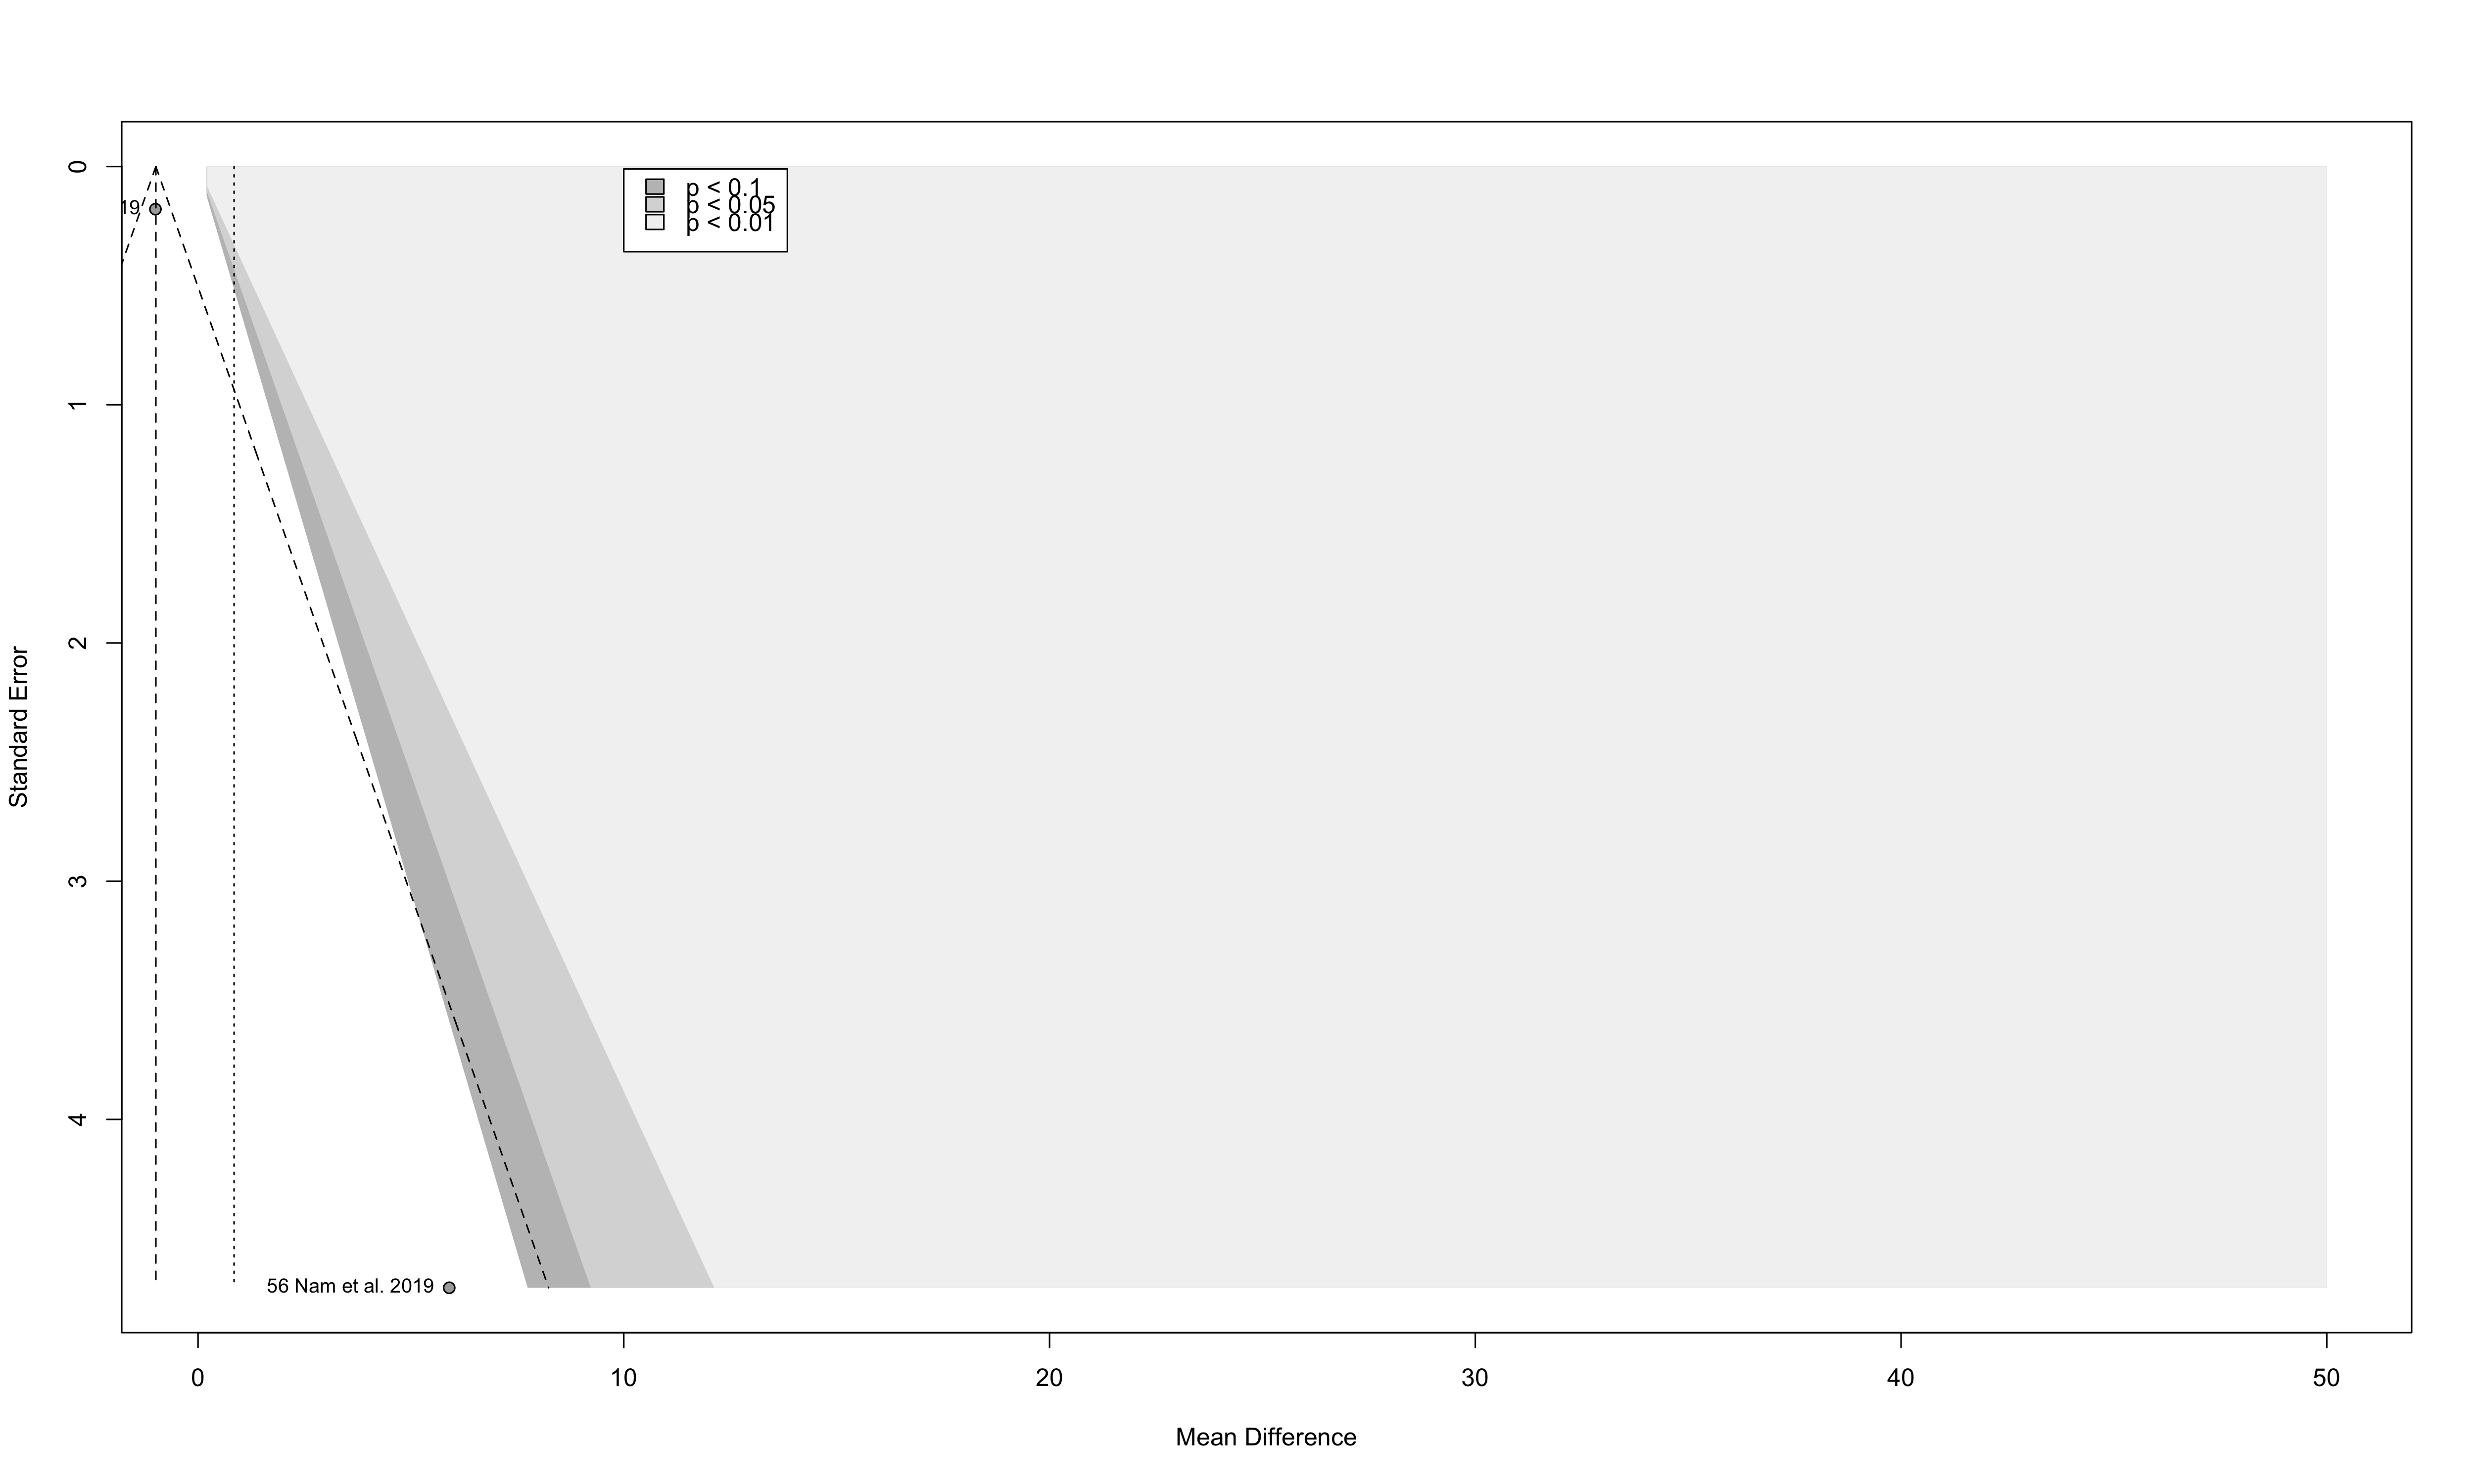 0
19
p < 0.1
p < 0.05
p < 0.01
1
2
Standard Error
3
4
56 Nam et al. 2019
0 10 20 30 40 50
Mean Difference